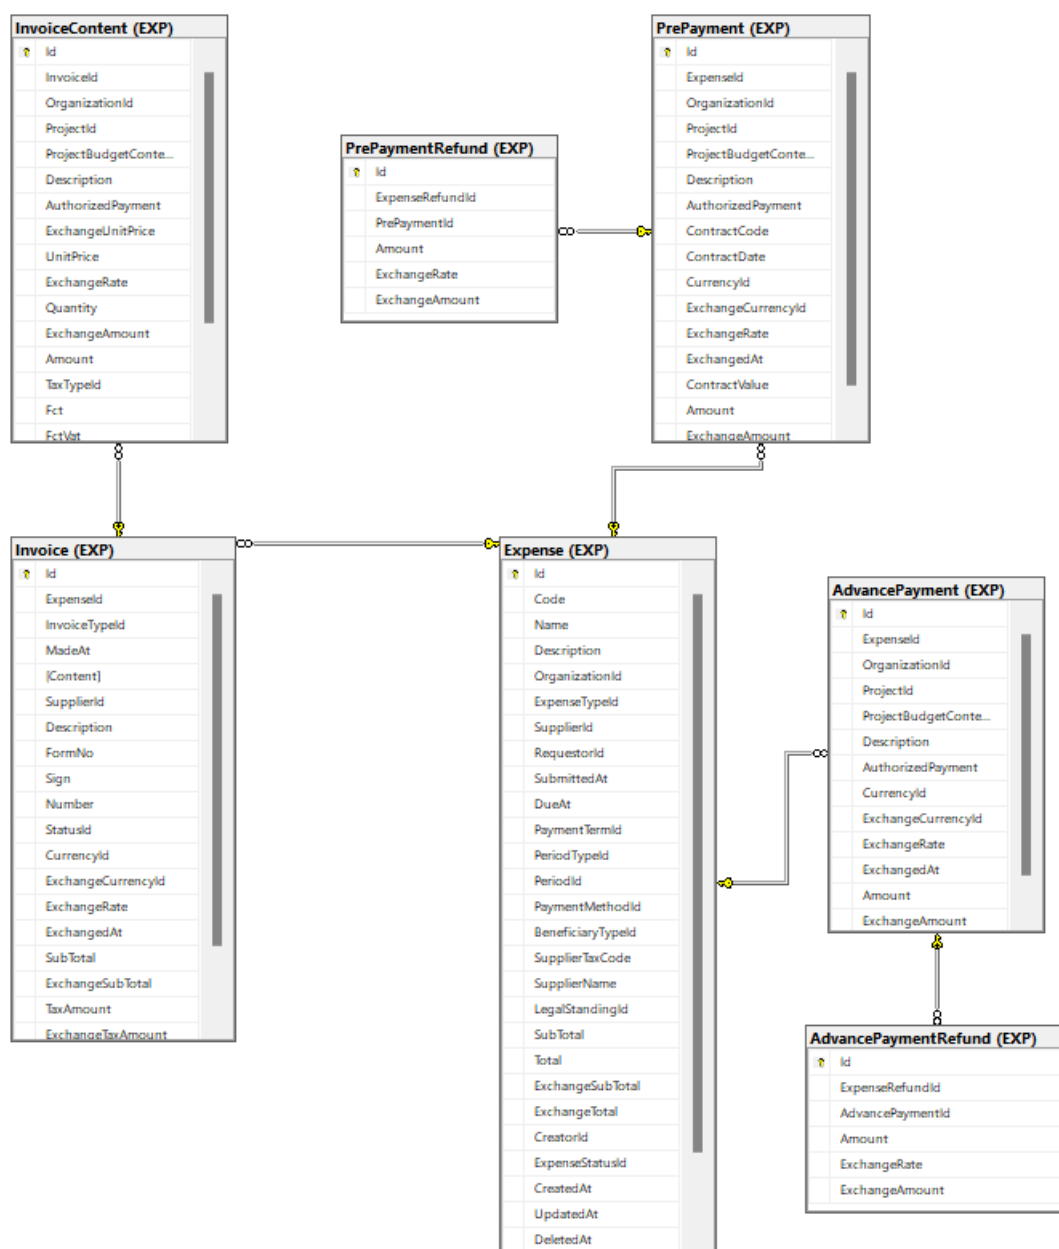 InvoiceContent (EXP)
Id
InvoiceId
OrganizationId
ProjectId
ProjectBudgetConte...
Description
AuthorizedPayment
ExchangeUnitPrice
UnitPrice
ExchangeRate
Quantity
ExchangeAmount
Amount
TaxTypeId
Fct
FctVat
PrePaymentRefund (EXP)
Id
ExpenseRefundId
PrePaymentId
Amount
ExchangeRate
ExchangeAmount
PrePayment (EXP)
Id
ExpenseId
OrganizationId
ProjectId
ProjectBudgetConte...
Description
AuthorizedPayment
ContractCode
ContractDate
CurrencyId
ExchangeCurrencyId
ExchangeRate
ExchangedAt
ContractValue
Amount
ExchangeAmount
Invoice (EXP)
Id
ExpenseId
InvoiceTypeId
MadeAt
[Content]
SupplierId
Description
FormNo
Sign
Number
StatusId
CurrencyId
ExchangeCurrencyId
ExchangeRate
ExchangedAt
SubTotal
ExchangeSubTotal
TaxAmount
ExchangeTaxAmount
Expense (EXP)
Id
Code
Name
Description
OrganizationId
ExpenseTypeId
SupplierId
RequestorId
SubmittedAt
DueAt
PaymentTermId
PeriodTypeId
PeriodId
PaymentMethodId
BeneficiaryTypeId
SupplierTaxCode
SupplierName
LegalStandingId
SubTotal
Total
ExchangeSubTotal
ExchangeTotal
CreatorId
ExpenseStatusId
CreatedAt
UpdatedAt
DeletedAt
AdvancePayment (EXP)
Id
ExpenseId
OrganizationId
ProjectId
ProjectBudgetConte...
Description
AuthorizedPayment
CurrencyId
ExchangeCurrencyId
ExchangeRate
ExchangedAt
Amount
ExchangeAmount
AdvancePaymentRefund (EXP)
Id
ExpenseRefundId
AdvancePaymentId
Amount
ExchangeRate
ExchangeAmount